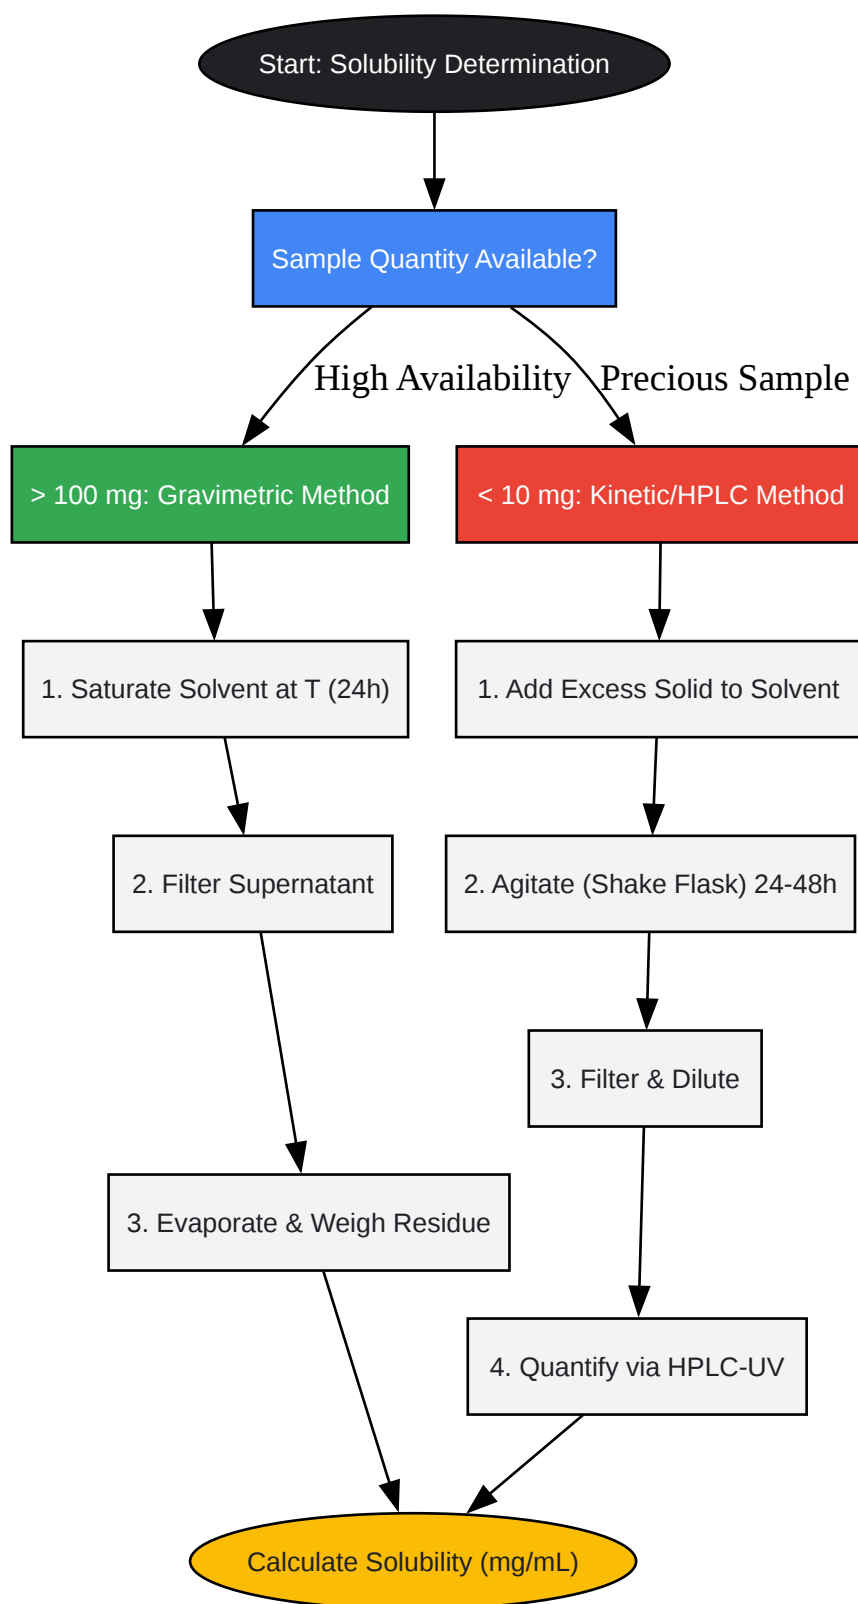 Start: Solubility Determination
Sample Quantity Available?
High Availability
Precious Sample
> 100 mg: Gravimetric Method
< 10 mg: Kinetic/HPLC Method
1. Saturate Solvent at T (24h)
1. Add Excess Solid to Solvent
2. Filter Supernatant
2. Agitate (Shake Flask) 24-48h
3. Filter & Dilute
3. Evaporate & Weigh Residue
4. Quantify via HPLC-UV
Calculate Solubility (mg/mL)